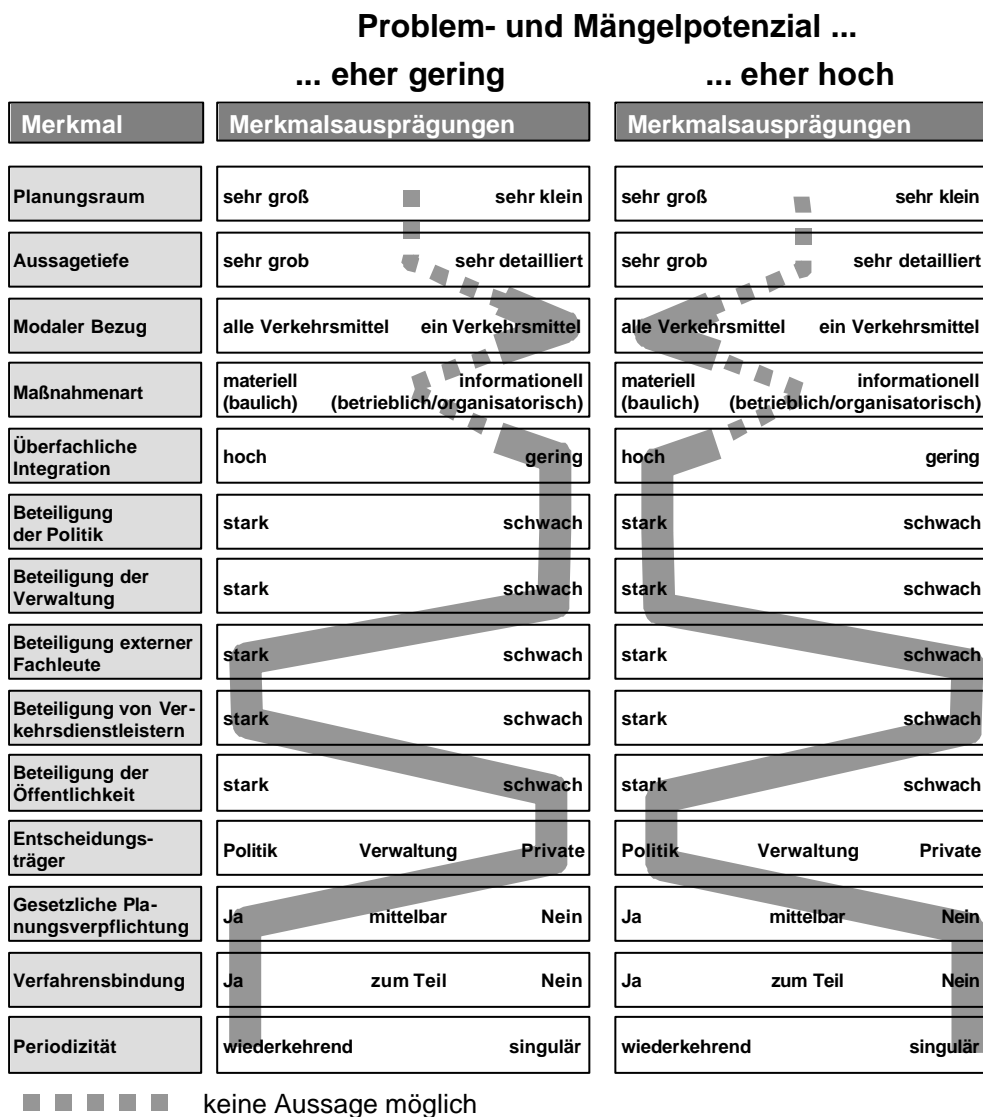 Problem- und Mängelpotenzial ...
... eher gering ... eher hoch
Merkmal Merkmalsausprägungen Merkmalsausprägungen
Planungsraum sehr groß sehr klein sehr groß sehr klein
Aussagetiefe sehr grob sehr detailliert sehr grob sehr detailliert
Modaler Bezug alle Verkehrsmittel ein Verkehrsmittel alle Verkehrsmittel ein Verkehrsmittel
Maßnahmenart
materiell informationell
(baulich) (betrieblich/organisatorisch)
materiell informationell
(baulich) (betrieblich/organisatorisch)
Überfachliche
Integration
hoch gering hoch gering
Beteiligung
der Politik
stark schwach stark schwach
Beteiligung der
Verwaltung
stark schwach stark schwach
Beteiligung externer
Fachleute
stark schwach stark schwach
Beteiligung von Ver-
kehrsdienstleistern
stark schwach stark schwach
Beteiligung der
Öffentlichkeit
stark schwach stark schwach
Entscheidungs-
träger
Politik Verwaltung Private Politik Verwaltung Private
Gesetzliche Pla-
nungsverpflichtung
Ja mittelbar Nein Ja mittelbar Nein
Verfahrensbindung Ja zum Teil Nein Ja zum Teil Nein
Periodizität wiederkehrend singulär wiederkehrend singulär
keine Aussage möglich